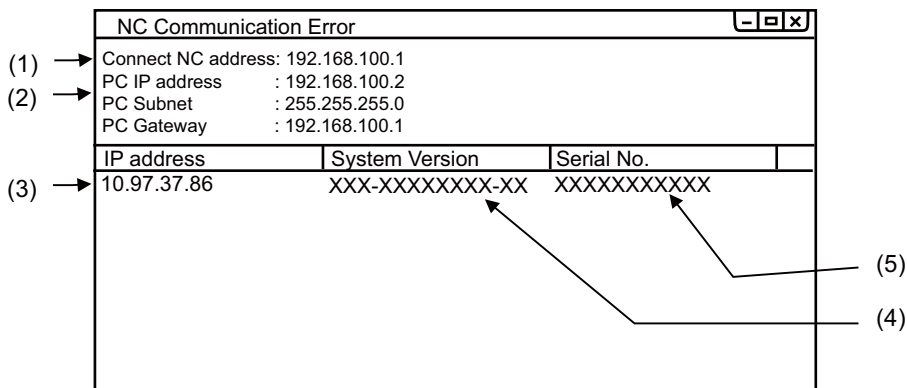 NC Communication Error
(1) Connect NC address: 192.168.100.1
PC IP address : 192.168.100.2
(2) PC Subnet : 255.255.255.0
PC Gateway : 192.168.100.1
IP address System Version Serial No.
(3) 10.97.37.86 XXX-XXXXXXXX-XX XXXXXXXXXXX
(5)
(4)